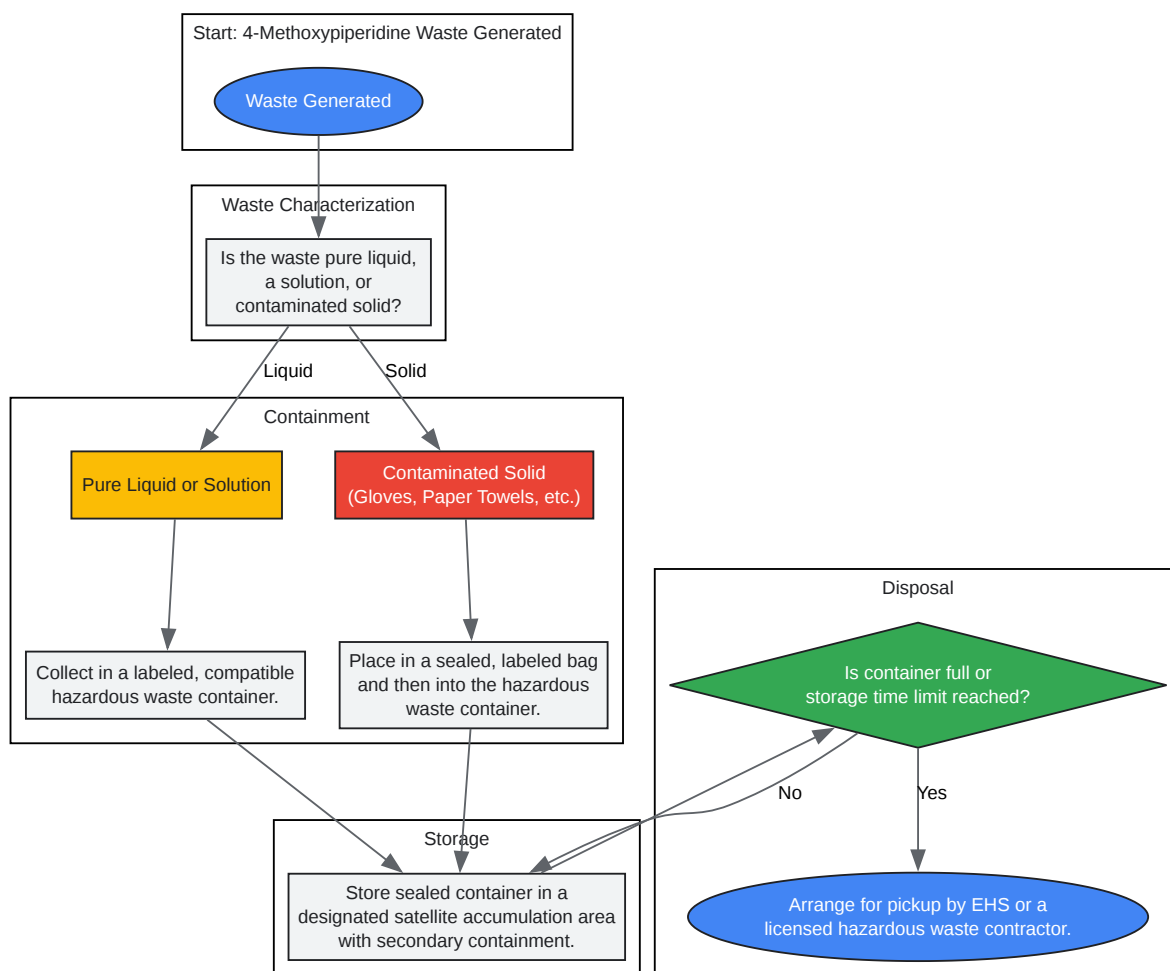 Start: 4-Methoxypiperidine Waste Generated
Waste Generated
Waste Characterization
Is the waste pure liquid,
a solution, or
contaminated solid?
Liquid
Solid
Containment
Pure Liquid or Solution
Contaminated Solid
(Gloves, Paper Towels, etc.)
Collect in a labeled, compatible
hazardous waste container.
Place in a sealed, labeled bag
and then into the hazardous
waste container.
Storage
Store sealed container in a
designated satellite accumulation area
with secondary containment.
Disposal
Is container full or
storage time limit reached?
No
Yes
Arrange for pickup by EHS or a
licensed hazardous waste contractor.